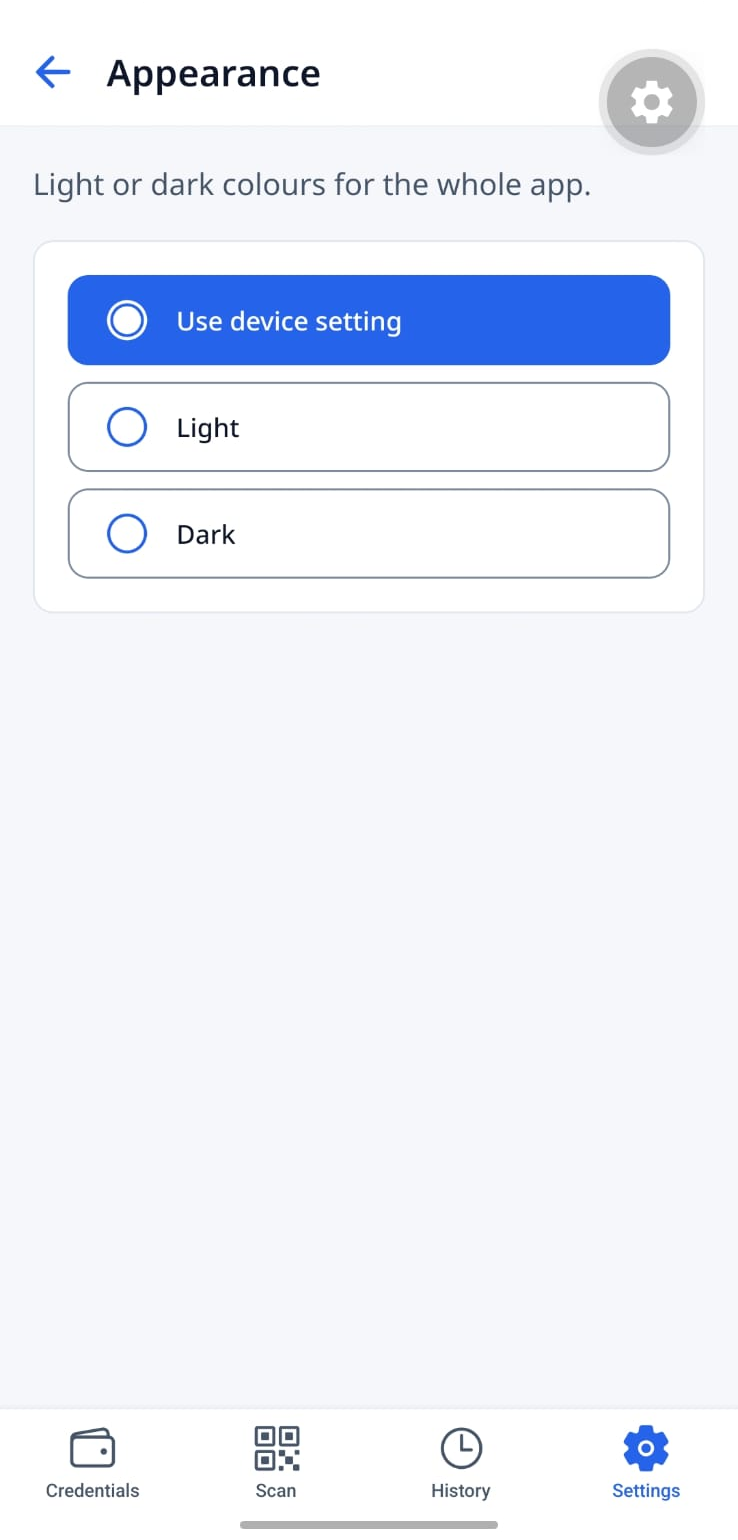 Appearance
Light or dark colours for the whole app.
Use device setting
Light
Dark
Credentials
Scan
History
Settings